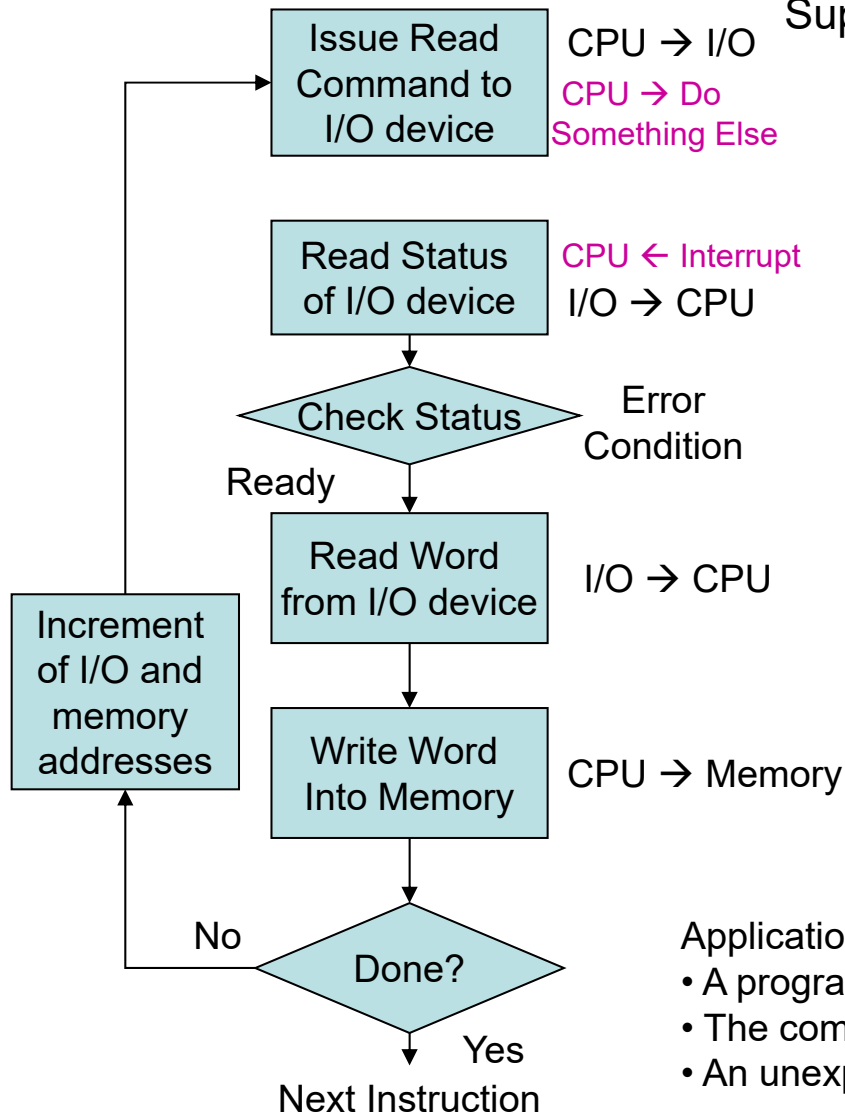 Issue Read
Command to
I/O device
CPU → I/O
CPU → Do
Something Else
Read Status
of I/O device
CPU ← Interrupt
I/O → CPU
Check Status
Error
Condition
Ready
Read Word
from I/O device
I/O → CPU
Increment
of I/O and
memory
addresses
Write Word
Into Memory
CPU → Memory
No
Done?
Yes
Next Instruction
• A
• The
• An